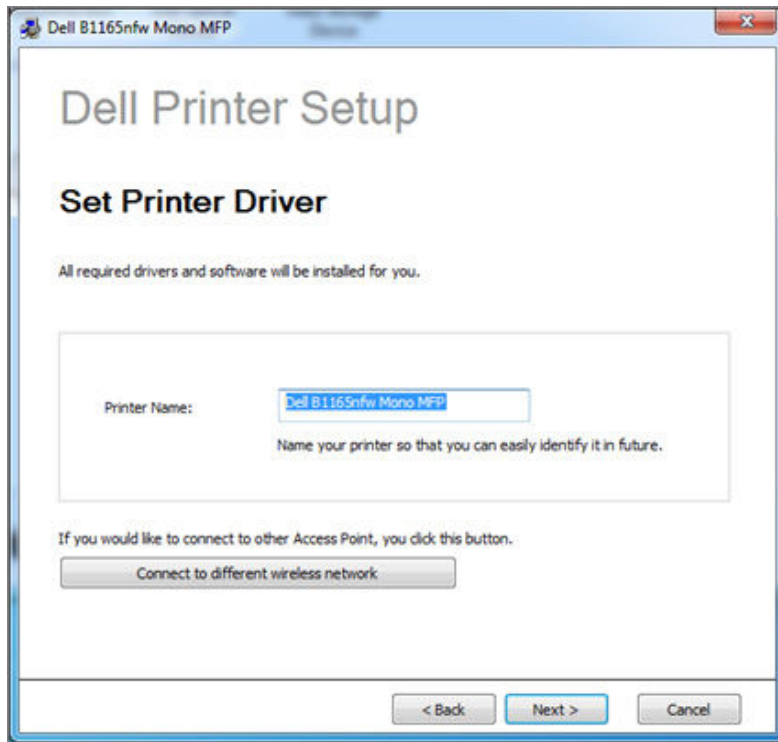 Dell B1165nfw Mono MFP
Dell Printer Setup
Set Printer Driver
All required drivers and software will be installed for you.
Printer Name:
Dell B1165nfw Mono MFP
Name your printer so that you can easily identify it in future.
If you would like to connect to other Access Point, you click this button.
Connect to different wireless network
< Back
Next >
Cancel